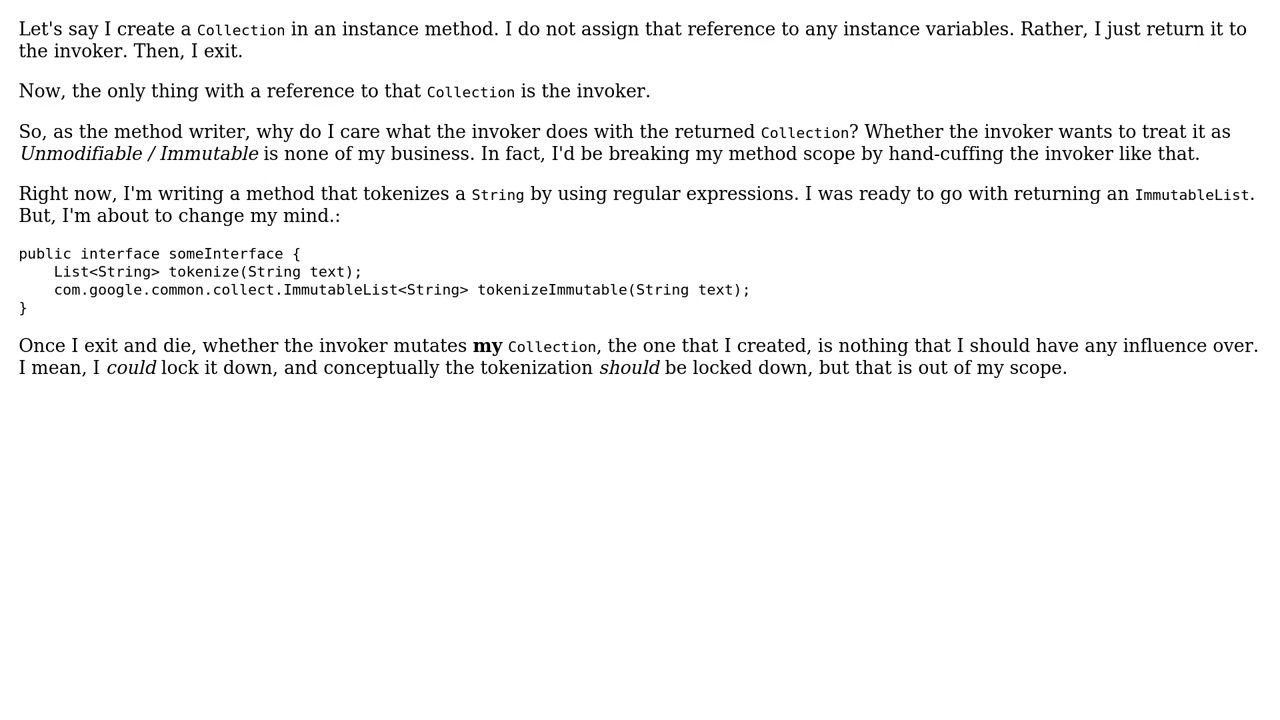 Let's say I create a Collection in an instance method. I do not assign that reference to any instance variables. Rather, I just return it to
the invoker. Then, I exit.
Now, the only thing with a reference to that Collection is the invoker.
So, as the method writer, why do I care what the invoker does with the returned Collection? Whether the invoker wants to treat it as
Unmodifiable / Immutable is none of my business. In fact, I'd be breaking my method scope by hand-cuffing the invoker like that.
Right now, I'm writing a method that tokenizes a String by using regular expressions. I was ready to go with returning an ImmutableList.
But, I'm about to change my mind.:
public interface someInterface {
    List<String> tokenize(String text);
    com.google.common.collect.ImmutableList<String> tokenizeImmutable(String text);
}
Once I exit and die, whether the invoker mutates my Collection, the one that I created, is nothing that I should have any influence over.
I mean, I could lock it down, and conceptually the tokenization should be locked down, but that is out of my scope.